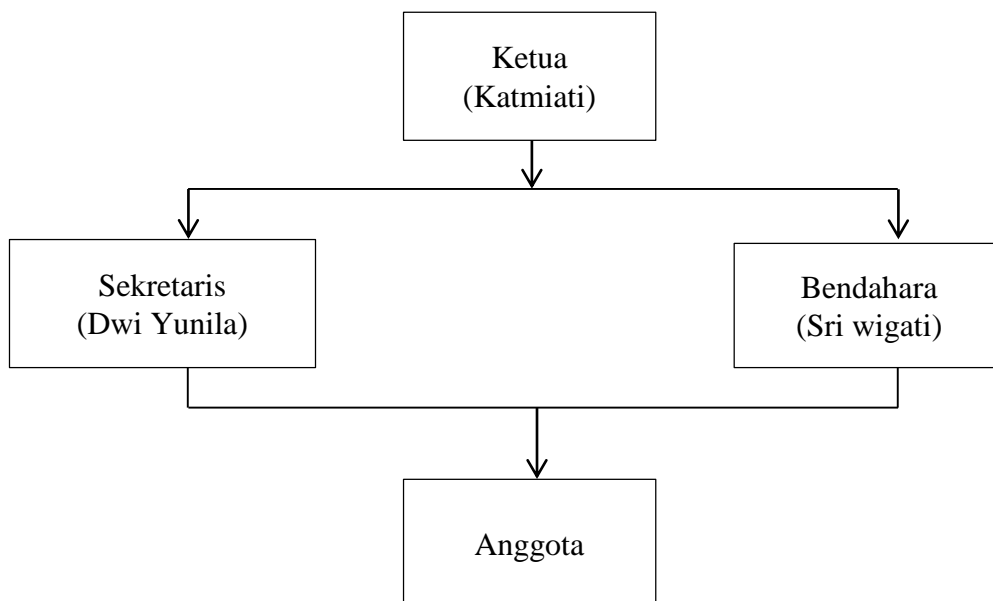 Ketua
(Katmiati)
Sekretaris
(Dwi Yunila)
Bendahara
(Sri wigati)
Anggota